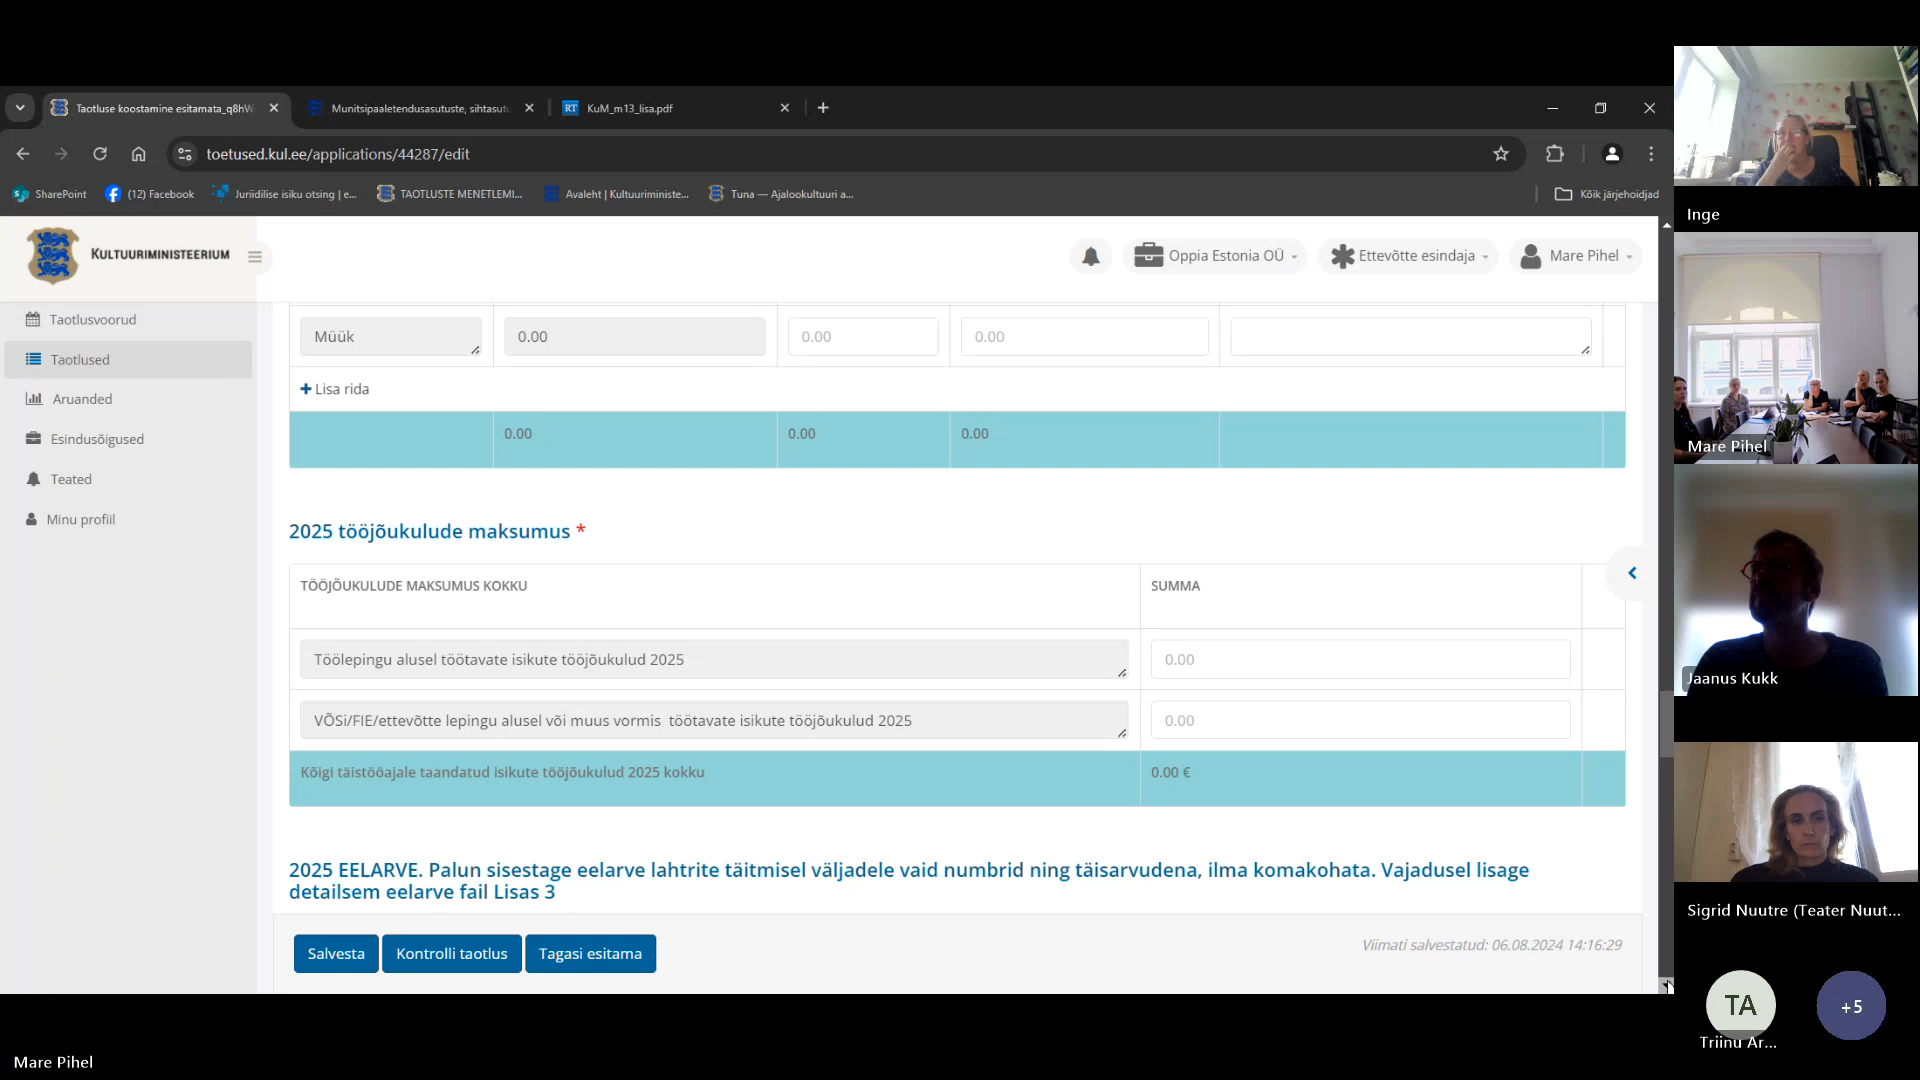 Taotluse koostamine esitamata_q8hW
Munitsipaaletendusasutuste, sihtasutu
RT
KuM_m13_lisa.pdf
toetused.kul.ee/applications/44287/edit
SharePoint
(12) Facebook
Juriidilise isiku otsing | e...
TAOTLUSTE MENETLEMI...
Avaleht | Kultuuriministe...
Tuna — Ajalookultuuri a...
Kõik järjehoidjad
KULTUURIMINISTEERIUM
Oppia Estonia OÜ
Ettevõtte esindaja
Mare Pihel
Taotlusvoorud
Taotlused
Aruanded
Esindusõigused
Teated
Minu profiil
Müük 0.00 0.00 0.00
Lisa rida
0.00 0.00 0.00
2025 tööjõukulude maksumus *
TÖÖJÕUKULUDE MAKSUMUS KOKKU SUMMA
Töölepingu alusel töötavate isikute tööjõukulud 2025 0.00
VÕSi/FIE/ettevõtte lepingu alusel või muus vormis töötavate isikute tööjõukulud 2025 0.00
Kõigi täistööajale taandatud isikute tööjõukulud 2025 kokku 0.00 €
2025 EELARVE. Palun sisestage eelarve lahtrite täitmisel väljadele vaid numbrid ning täisarvudena, ilma komakohata. Vajadusel lisage
detailsem eelarve fail Lisas 3
Salvesta
Kontrolli taotlus
Tagasi esitama
Viimati salvestatud: 06.08.2024 14:16:29
Inge
Mare Pihel
Jaanus Kukk
Sigrid Nuutre (Teater Nuut...
TA
+5
Triinu Ar...
Mare Pihel